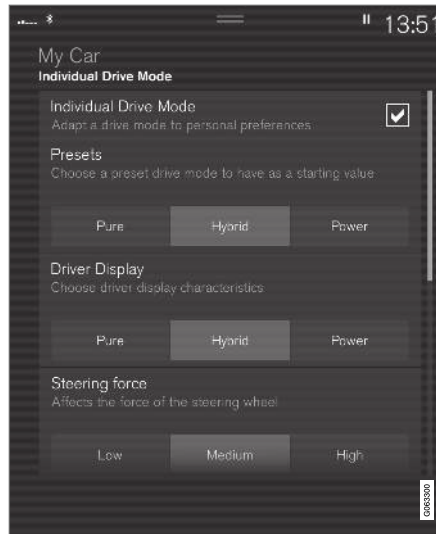 13:51
My Car
Individual Drive Mode
Individual Drive Mode
Adapt a drive mode to personal preferences
Presets
Choose a preset drive mode to have as a starting value
Pure Hybrid Power
Driver Display
Choose driver display characteristics
Pure Hybrid Power
Steering force
Affects the force of the steering wheel
Low Medium High
G063300